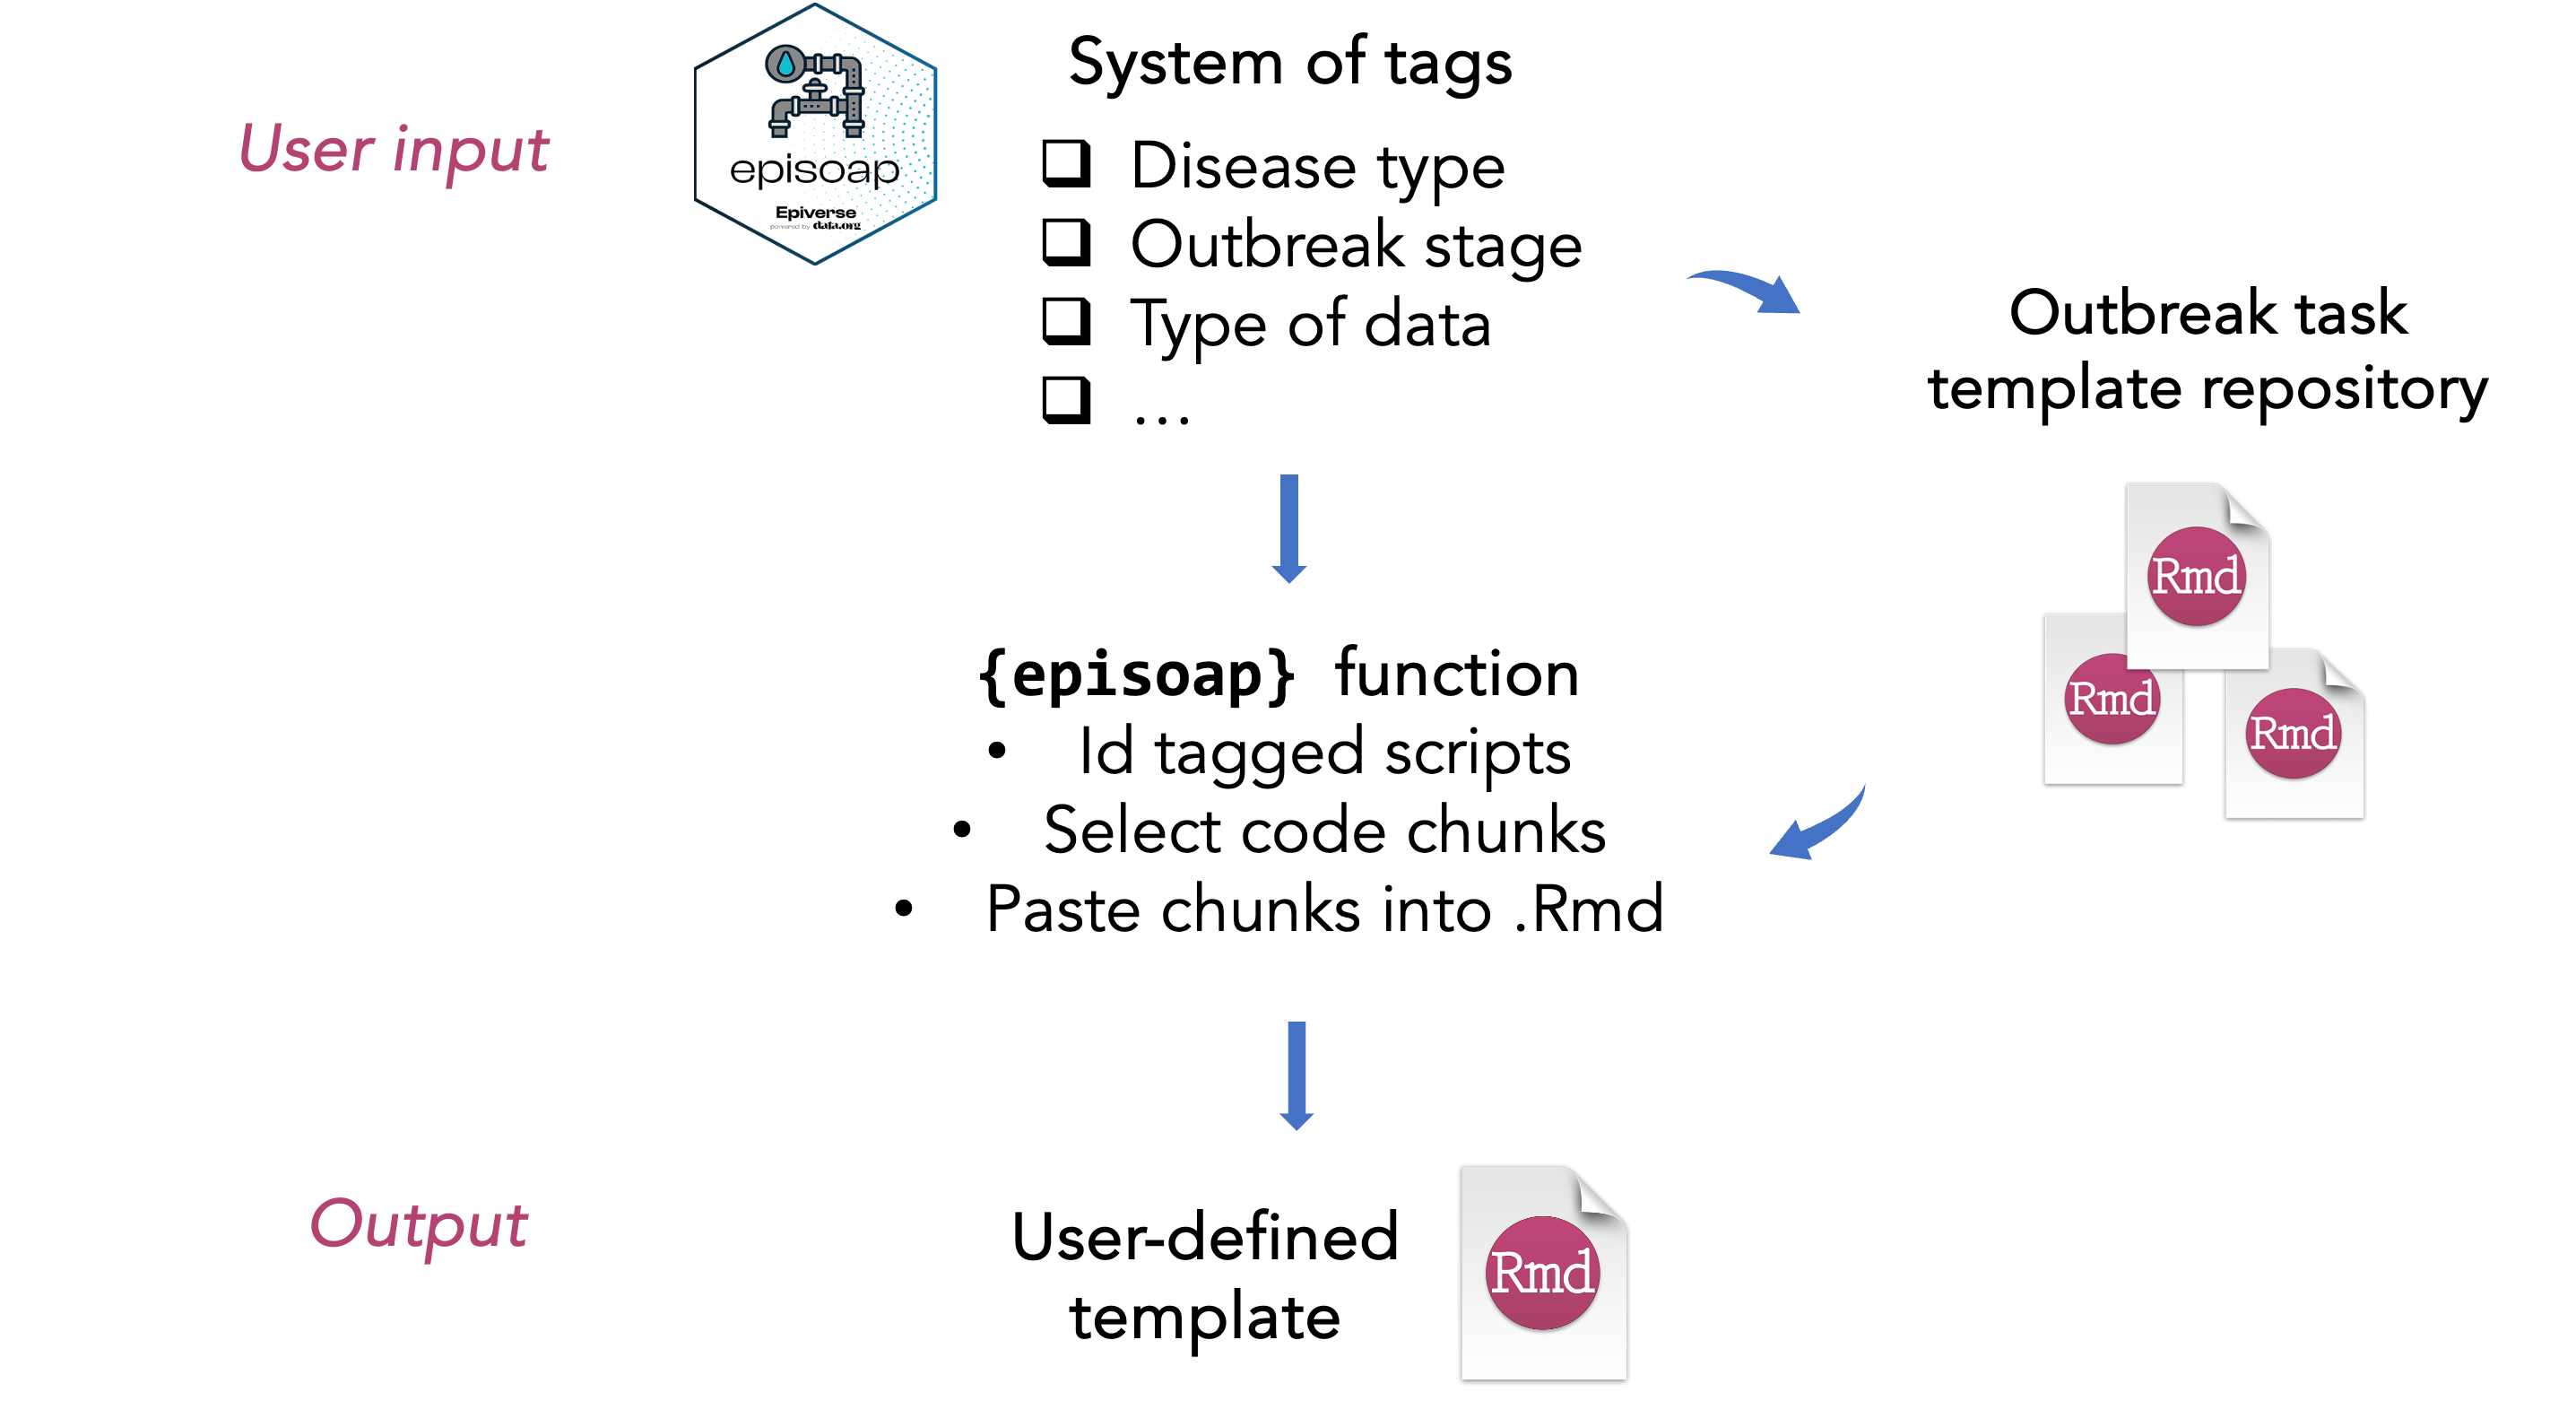 User input
episoap
Epiverse
powered by data.org
System of tags
❑ Disease type
❑ Outbreak stage
❑ Type of data
❑ ...
Outbreak task
template repository
Rmd
Rmd
Rmd
{episoap} function
• Id tagged scripts
• Select code chunks
• Paste chunks into .Rmd
Output
User-defined
template
Rmd